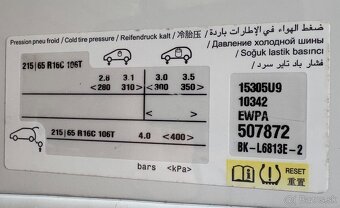 ضغط الهواء في الإطارات باردة /
Pression pneu froid / Cold tire pressure / Reifendruck kalt / 冷胎压
/ Давление холодной шины
/ Soğuk lastik basıncı
فشار باد تایر سرد /
215|65 R16C 106T
2.8 3.1 3.0 3.5
<280 310> <300 350>
< >
215|65 R16C 106T
4.0 <400>
bars <kPa>
15305U9
10342
EWPA
507872
BK-L6813E-2
RESET
重置